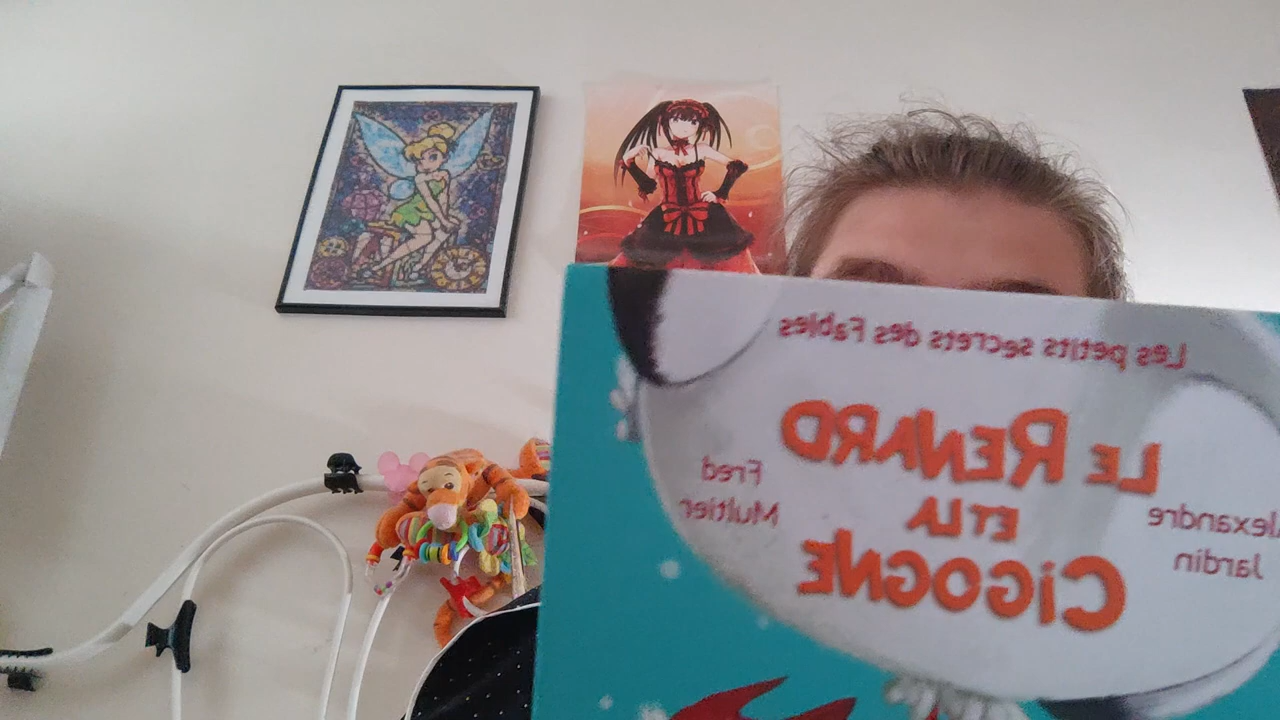 Les petits secrets des Fables
LE RENARD
ET LA
CiGOGNE
Alexandre
Jardin
Fred
Multier